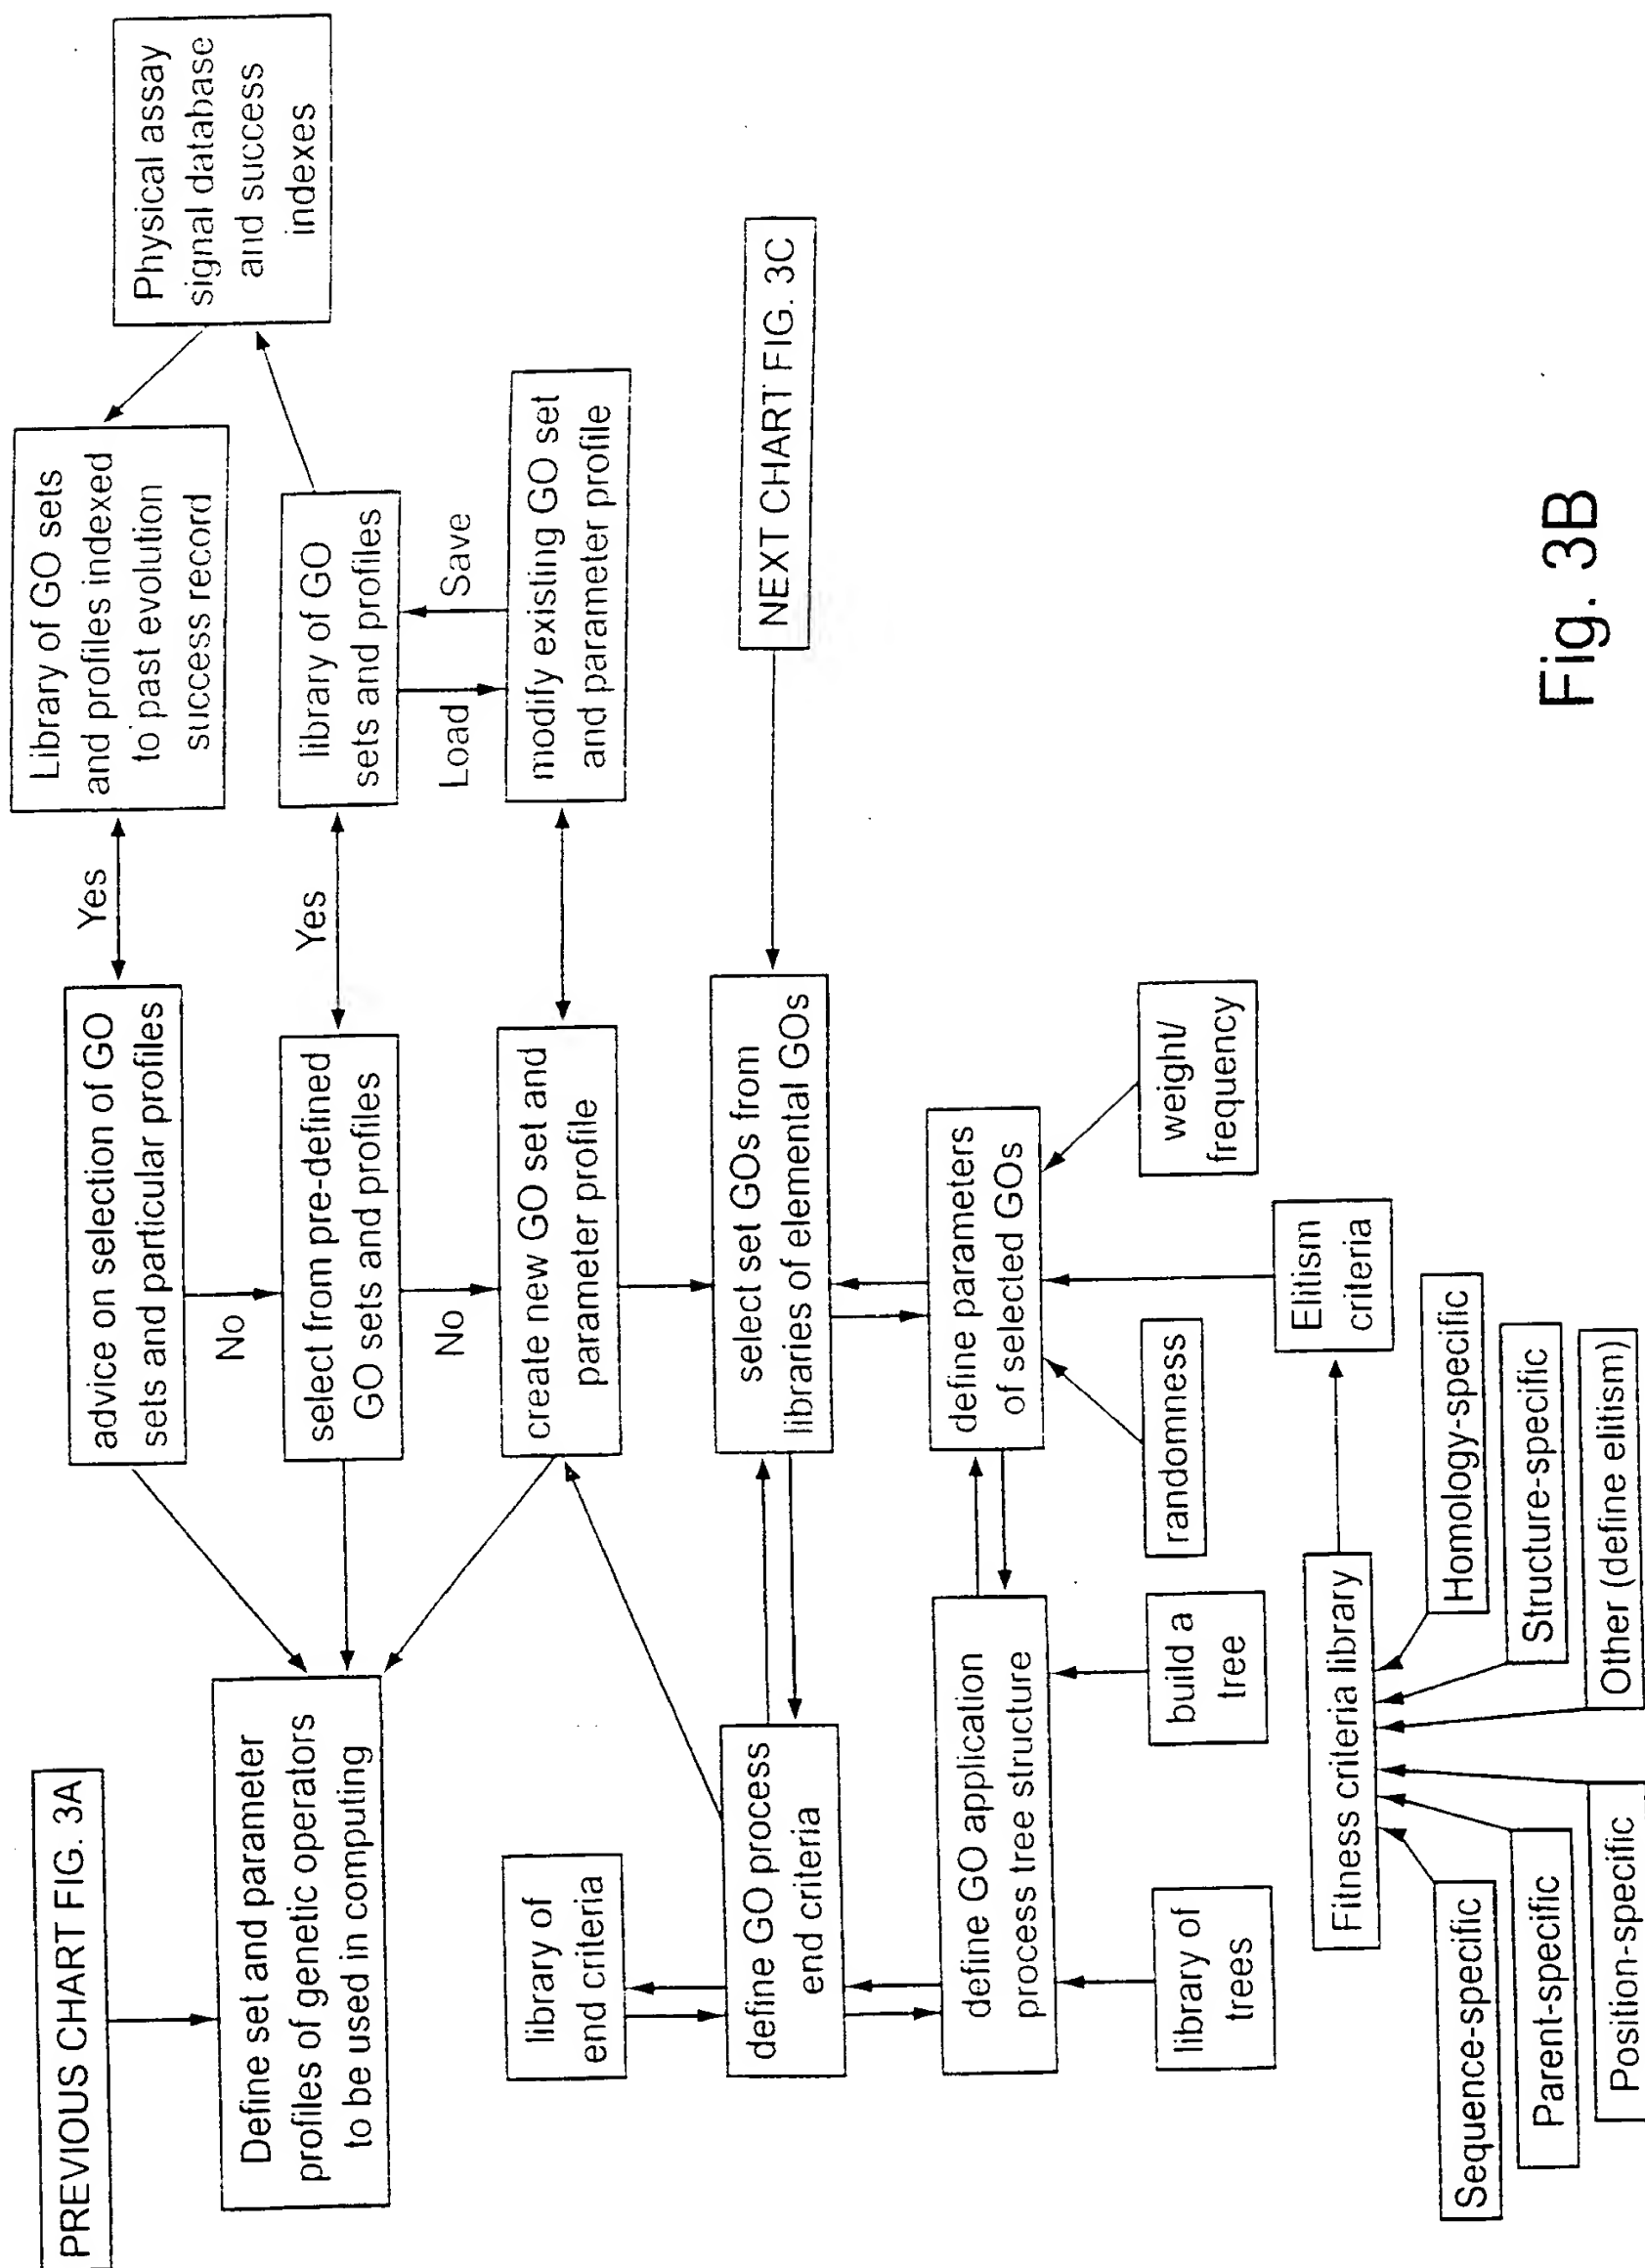 PREVIOUS CHART FIG. 3A
Define set and parameter
profiles of genetic operators
to be used in computing
advice on selection of GO
sets and particular profiles
Yes
Library of GO sets
and profiles indexed
to past evolution
success record
Physical assay
signal database
and success
indexes
No
select from pre-defined
GO sets and profiles
Yes
library of GO
sets and profiles
No
Load
Save
create new GO set and
parameter profile
modify existing GO set
and parameter profile
library of
end criteria
define GO process
end criteria
select set GOs from
libraries of elemental GOs
NEXT CHART FIG. 3C
define GO application
process tree structure
define parameters
of selected GOs
library of
trees
build a
tree
randomness
weight/
frequency
Elitism
criteria
Fitness criteria library
Sequence-specific
Homology-specific
Parent-specific
Structure-specific
Position-specific
Other (define elitism)
Fig. 3B